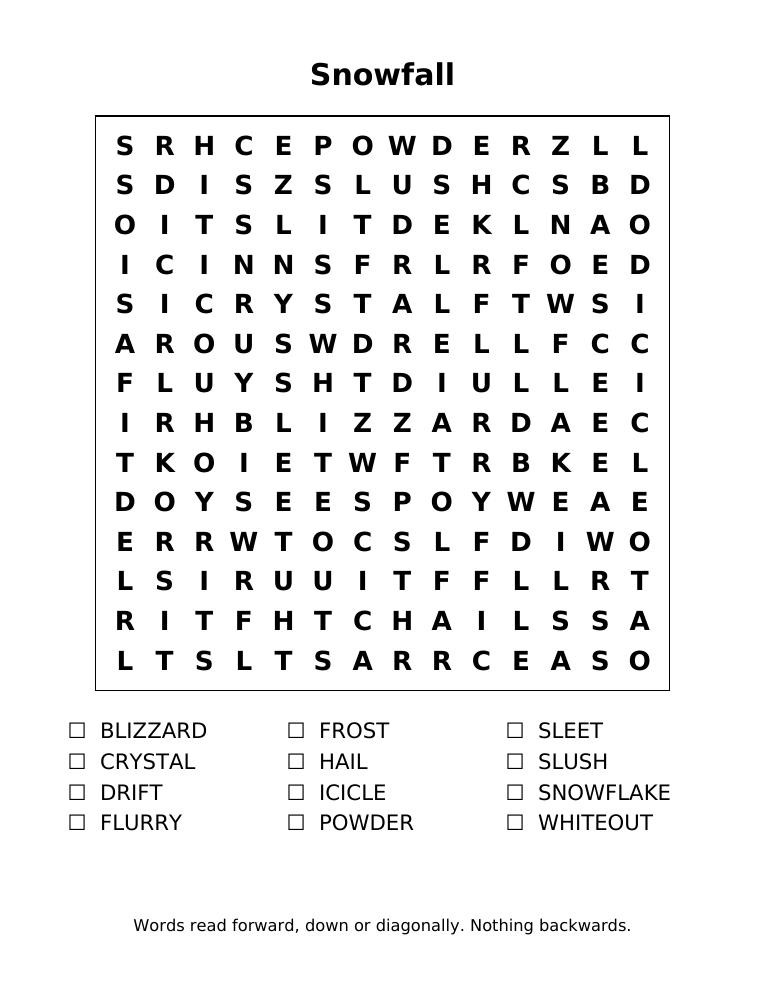 Snowfall
S R H C E P O W D E R Z L L
S D I S Z S L U S H C S B D
O I T S L I T D E K L N A O
I C I N N S F R L R F O E D
S I C R Y S T A L F T W S I
A R O U S W D R E L L F C C
F L U Y S H T D I U L L E I
I R H B L I Z Z A R D A E C
T K O I E T W F T R B K E L
D O Y S E E S P O Y W E A E
E R R W T O C S L F D I W O
L S I R U U I T F F L L R T
R I T F H T C H A I L S S A
L T S L T S A R R C E A S O
☐ BLIZZARD ☐ FROST ☐ SLEET
☐ CRYSTAL ☐ HAIL ☐ SLUSH
☐ DRIFT ☐ ICICLE ☐ SNOWFLAKE
☐ FLURRY ☐ POWDER ☐ WHITEOUT
Words read forward, down or diagonally. Nothing backwards.